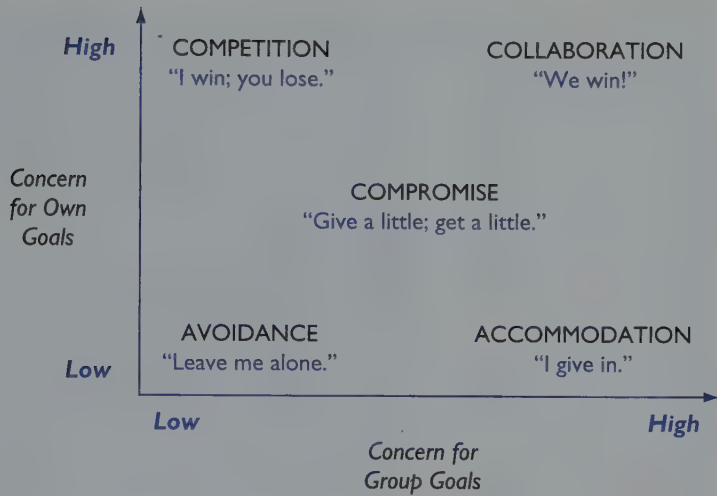 High
COMPETITION
“I win; you lose.”
COLLABORATION
“We win!”
Concern
for Own
Goals
COMPROMISE
“Give a little; get a little.”
AVOIDANCE
“Leave me alone.”
ACCOMMODATION
“I give in.”
Low
Low
High
Concern for
Group Goals